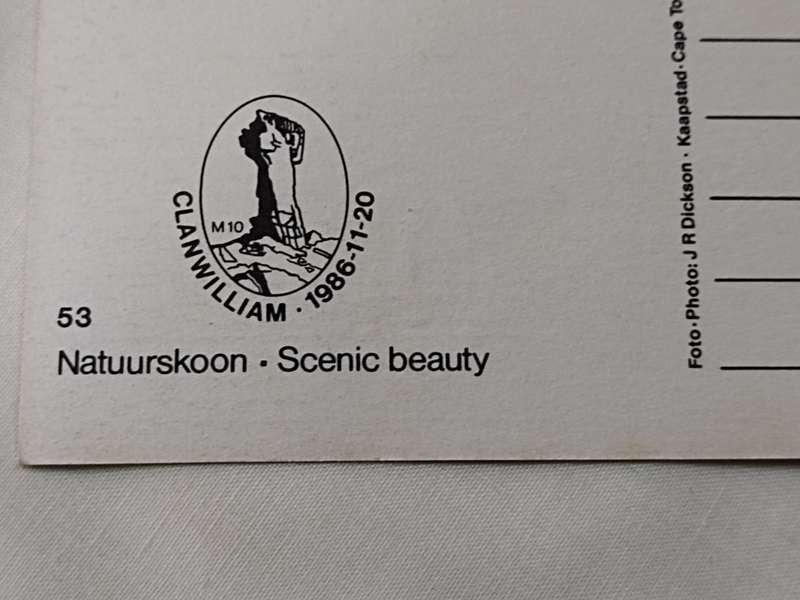 M10
CLANWILLIAM · 1986-11-20
53
Natuurskoon · Scenic beauty
Foto · Photo: J R Dickson · Kaapstad · Cape To